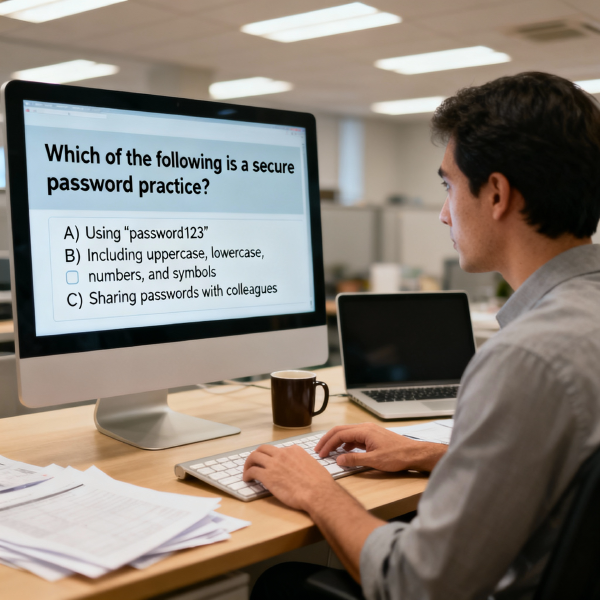 Which of the following is a secure
password practice?
A) Using "password123"
B) Including uppercase, lowercase,
numbers, and symbols
C) Sharing passwords with colleagues